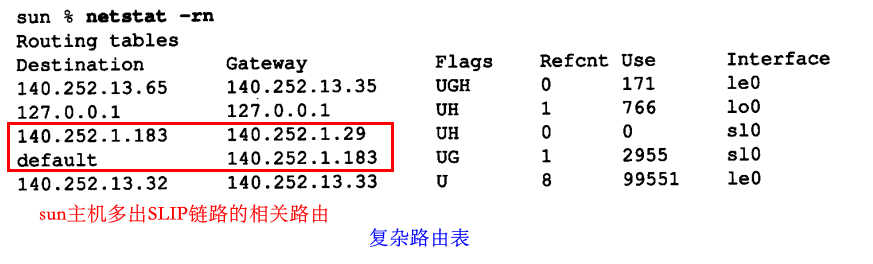 sun % netstat -rn
Routing tables
Destination Gateway Flags Refcnt Use Interface
140.252.13.65 140.252.13.35 UGH 0 171 le0
127.0.0.1 127.0.0.1 UH 1 766 lo0
140.252.1.183 140.252.1.29 UH 0 0 sl0
default 140.252.1.183 UG 1 2955 sl0
140.252.13.32 140.252.13.33 U 8 99551 le0
sun主机多出SLIP链路的相关路由
复杂路由表